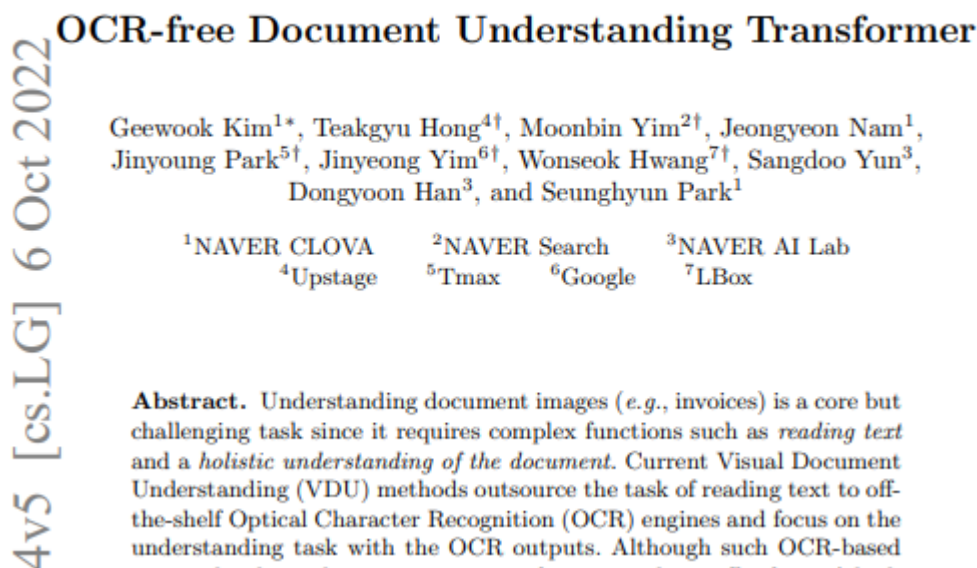 OCR-free Document Understanding Transformer
Geewook Kim1*, Teakgyu Hong4†, Moonbin Yim2†, Jeongyeon Nam1,
Jinyoung Park5†, Jinyeong Yim6†, Wonseok Hwang7†, Sangdoo Yun3,
Dongyoon Han3, and Seunghyun Park1
1NAVER CLOVA 2NAVER Search 3NAVER AI Lab
4Upstage 5Tmax 6Google 7LBox
Abstract. Understanding document images (e.g., invoices) is a core but
challenging task since it requires complex functions such as reading text
and a holistic understanding of the document. Current Visual Document
Understanding (VDU) methods outsource the task of reading text to off-
the-shelf Optical Character Recognition (OCR) engines and focus on the
understanding task with the OCR outputs. Although such OCR-based
4v5 [cs.LG] 6 Oct 2022